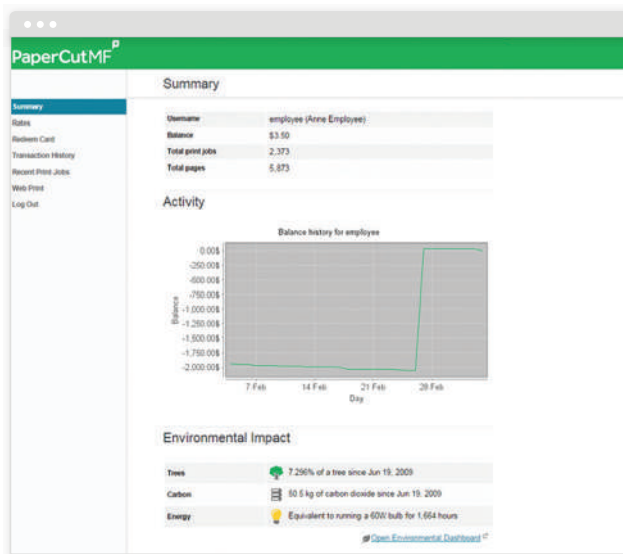 PaperCutMF
Summary
Summary
Rates
Redeem Card
Transaction History
Recent Print Jobs
Web Print
Log Out
Username employee (Anne Employee)
Balance $3.50
Total print jobs 2,373
Total pages 5,873
Activity
Balance history for employee
0.00$
-250.00$
-500.00$
-750.00$
-1,000.00$
-1,250.00$
-1,500.00$
-1,750.00$
-2,000.00$
Balance
7 Feb 14 Feb 21 Feb 28 Feb
Day
Environmental Impact
Trees 7.296% of a tree since Jun 19, 2009
Carbon 50.5 kg of carbon dioxide since Jun 19, 2009
Energy Equivalent to running a 60W bulb for 1,664 hours
Open Environmental Dashboard